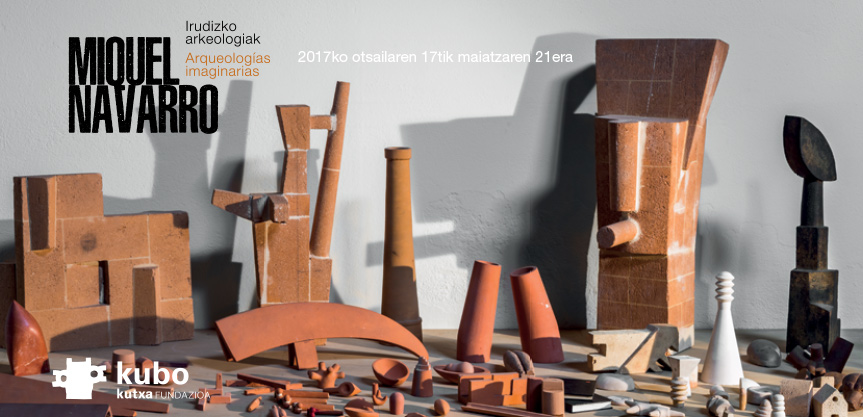 MIQUEL
NAVARRO
Irudizko
arkeologiak
Arqueologías
imaginarias
2017ko otsailaren 17tik maiatzaren 21era
kubo
kutxa FUNDAZIOA